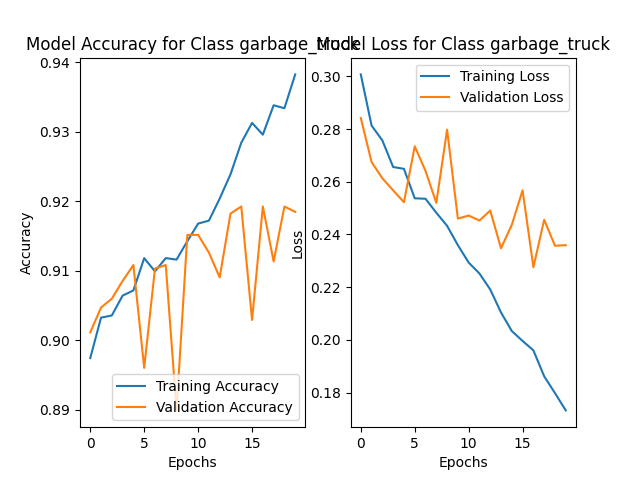 Model Accuracy for Class garbage_truck
Model Loss for Class garbage_truck
0.94
0.93
0.92
0.91
0.90
0.89
Accuracy
Training Accuracy
Validation Accuracy
0 5 10 15
Epochs
0.30
0.28
0.26
0.24
0.22
0.20
0.18
Loss
Training Loss
Validation Loss
0 5 10 15
Epochs